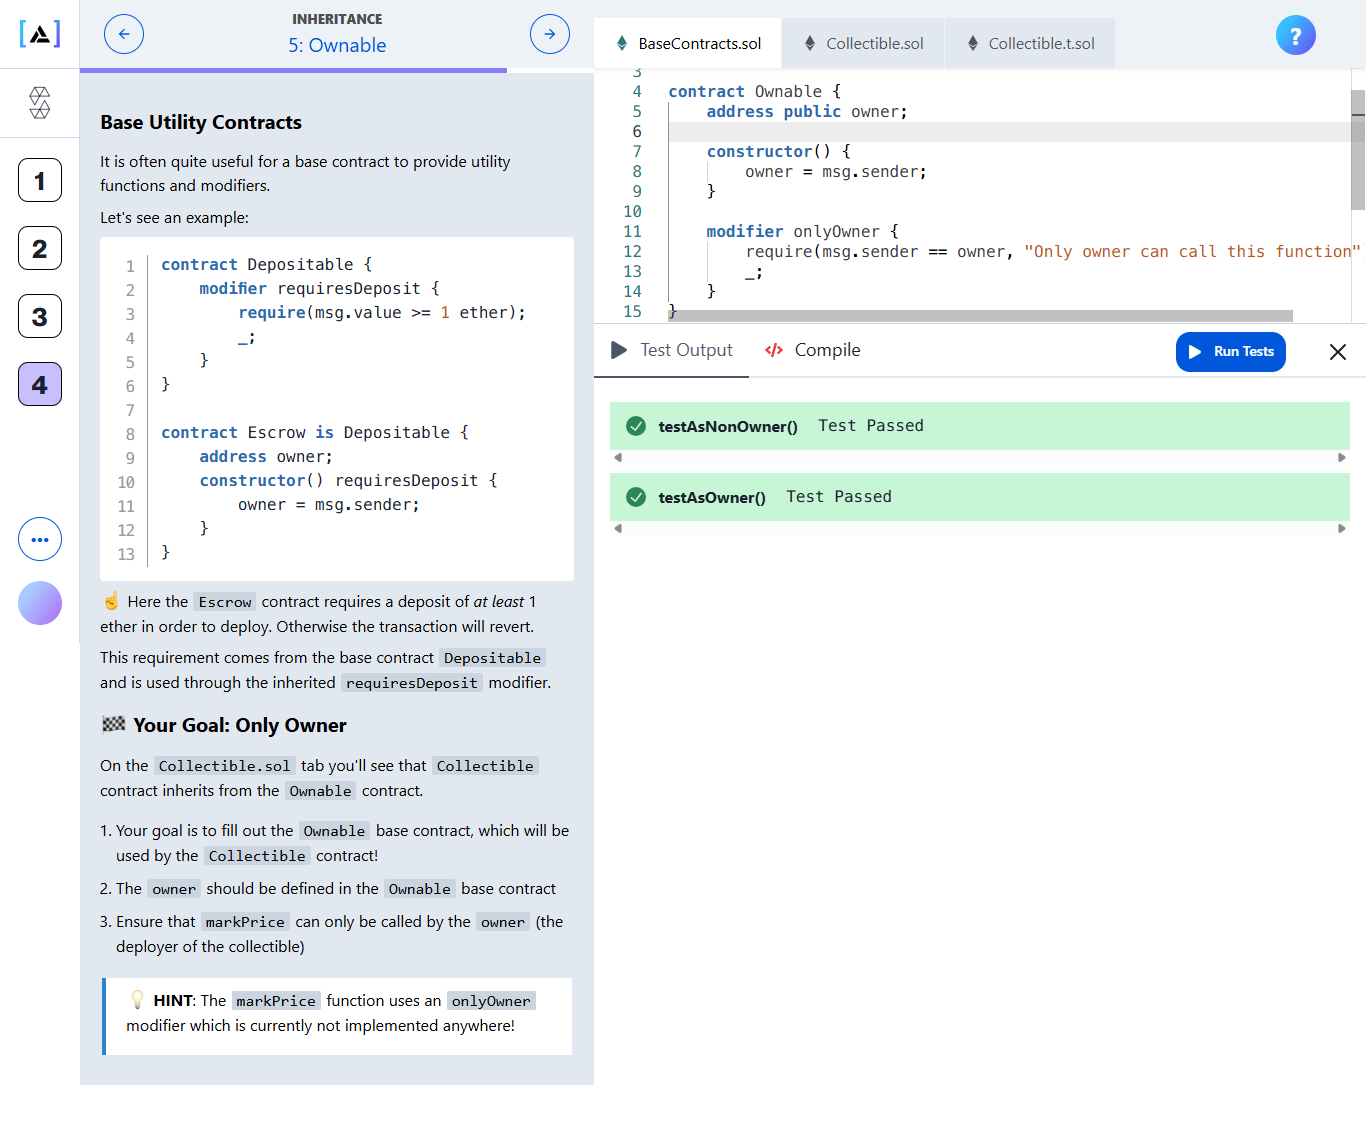 INHERITANCE
5: Ownable
1
2
3
4
Base Utility Contracts
It is often quite useful for a base contract to provide utility
functions and modifiers.
Let's see an example:
1 contract Depositable {
2 modifier requiresDeposit {
3 require(msg.value >= 1 ether);
4 _;
5 }
6 }
7
8 contract Escrow is Depositable {
9 address owner;
10 constructor() requiresDeposit {
11 owner = msg.sender;
12 }
13 }
☝️ Here the Escrow contract requires a deposit of at least 1
ether in order to deploy. Otherwise the transaction will revert.
This requirement comes from the base contract Depositable
and is used through the inherited requiresDeposit modifier.
🏁 Your Goal: Only Owner
On the Collectible.sol tab you'll see that Collectible
contract inherits from the Ownable contract.
1. Your goal is to fill out the Ownable base contract, which will be
used by the Collectible contract!
2. The owner should be defined in the Ownable base contract
3. Ensure that markPrice can only be called by the owner (the
deployer of the collectible)
💡 HINT: The markPrice function uses an onlyOwner
modifier which is currently not implemented anywhere!
BaseContracts.sol
Collectible.sol
Collectible.t.sol
?
3
4 contract Ownable {
5 address public owner;
6
7 constructor() {
8 owner = msg.sender;
9 }
10
11 modifier onlyOwner {
12 require(msg.sender == owner, "Only owner can call this function"
13 _;
14 }
15 }
Test Output
</> Compile
Run Tests
testAsNonOwner() Test Passed
testAsOwner() Test Passed